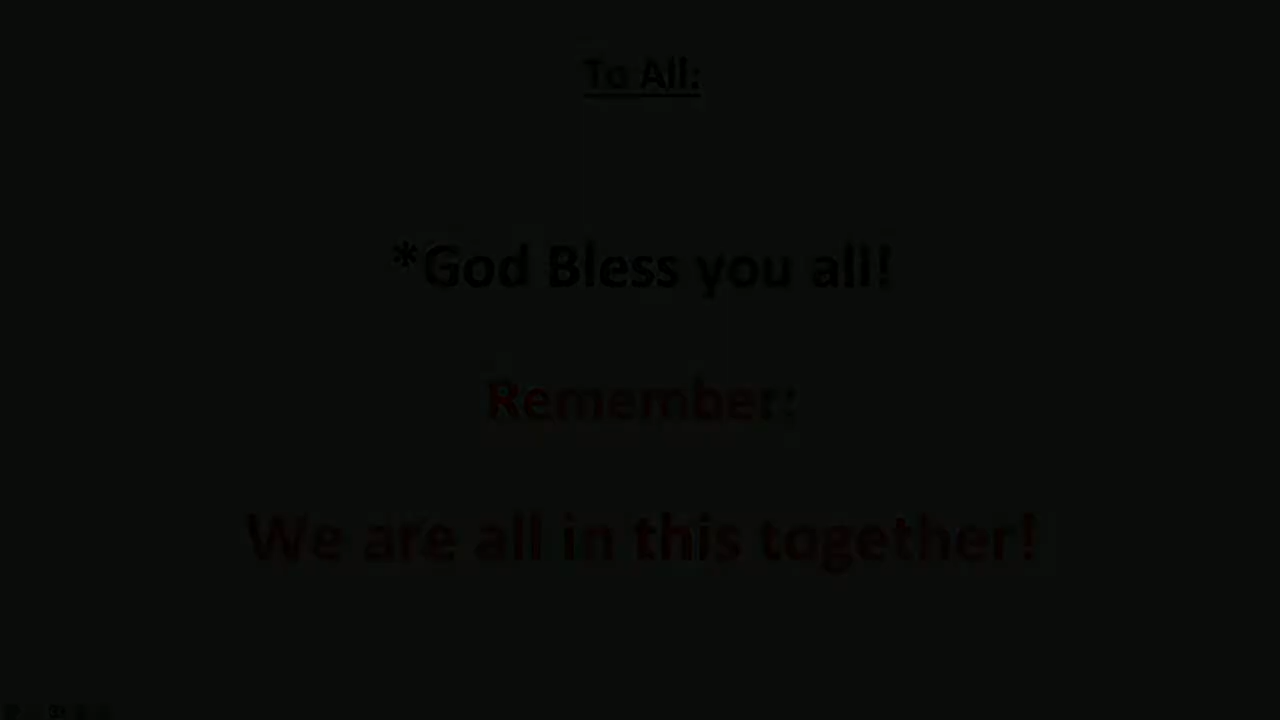 To All:
*God Bless you all!
Remember:
We are all in this together!